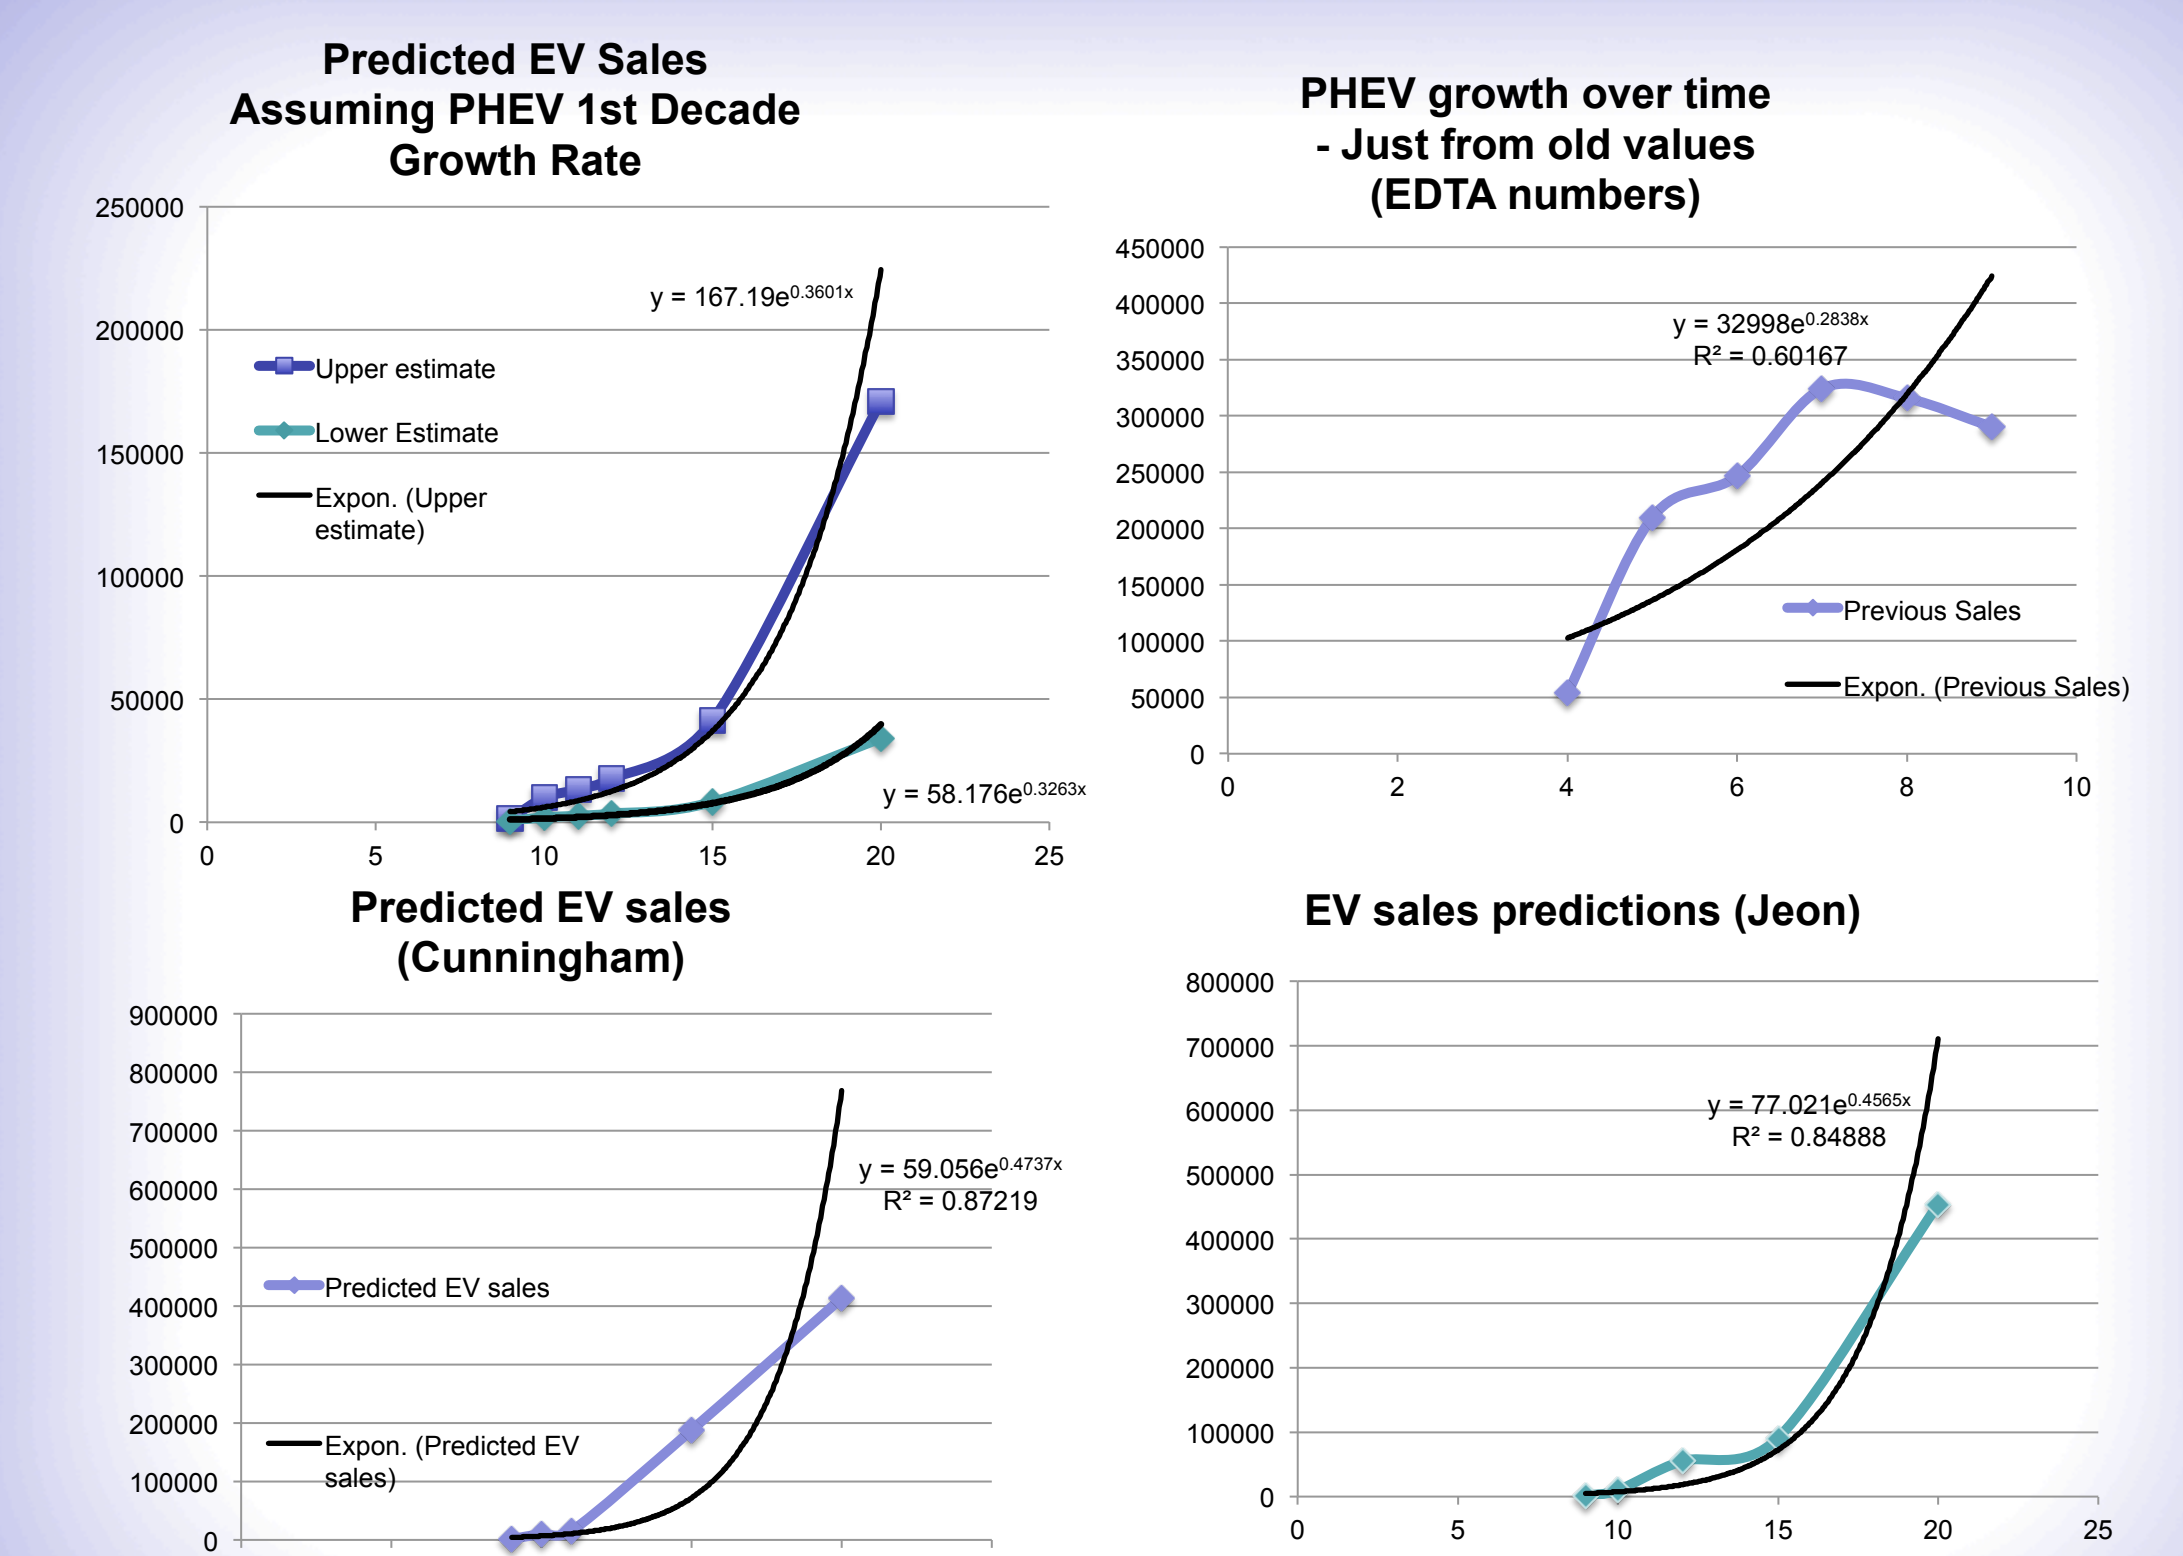 Predicted EV Sales
Assuming PHEV 1st Decade
Growth Rate
250000
200000
150000
100000
50000
0
0 5 10 15 20 25
y = 167.19e0.3601x
Upper estimate
Lower Estimate
Expon. (Upper
estimate)
y = 58.176e0.3263x
PHEV growth over time
- Just from old values
(EDTA numbers)
450000
400000
350000
300000
250000
200000
150000
100000
50000
0
0 2 4 6 8 10
y = 32998e0.2838x
R² = 0.60167
Previous Sales
Expon. (Previous Sales)
Predicted EV sales
(Cunningham)
900000
800000
700000
600000
500000
400000
300000
200000
100000
0
y = 59.056e0.4737x
R² = 0.87219
Predicted EV sales
Expon. (Predicted EV
sales)
EV sales predictions (Jeon)
800000
700000
600000
500000
400000
300000
200000
100000
0
0 5 10 15 20 25
y = 77.021e0.4565x
R² = 0.84888